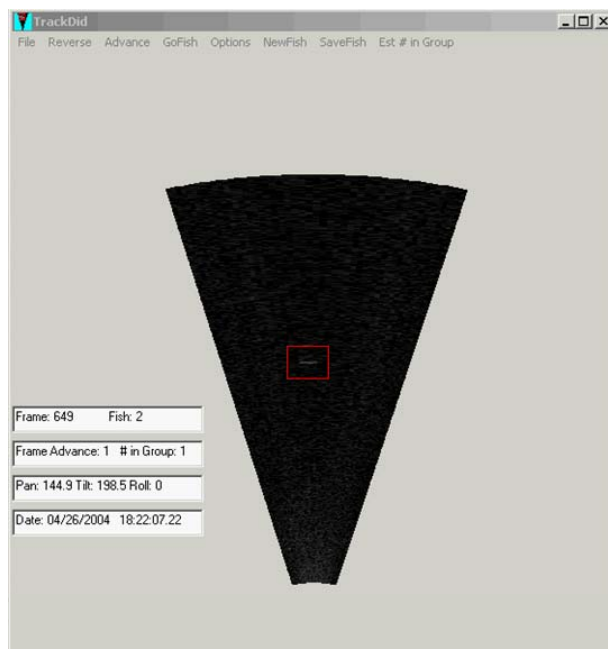 TrackDid
File Reverse Advance GoFish Options NewFish SaveFish Est # in Group
Frame: 649 Fish: 2
Frame Advance: 1 # in Group: 1
Pan: 144.9 Tilt: 198.5 Roll: 0
Date: 04/26/2004 18:22:07.22